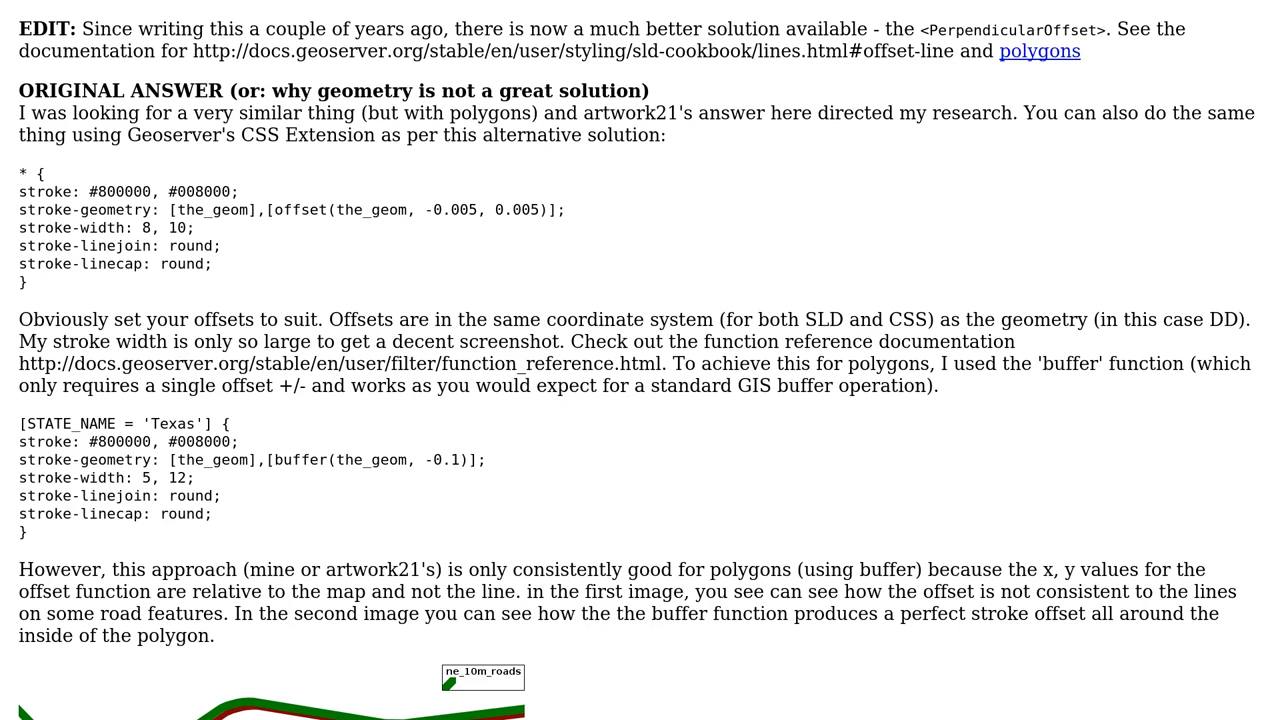 EDIT: Since writing this a couple of years ago, there is now a much better solution available - the <PerpendicularOffset>. See the
documentation for http://docs.geoserver.org/stable/en/user/styling/sld-cookbook/lines.html#offset-line and polygons
ORIGINAL ANSWER (or: why geometry is not a great solution)
I was looking for a very similar thing (but with polygons) and artwork21's answer here directed my research. You can also do the same
thing using Geoserver's CSS Extension as per this alternative solution:
* {
stroke: #800000, #008000;
stroke-geometry: [the_geom],[offset(the_geom, -0.005, 0.005)];
stroke-width: 8, 10;
stroke-linejoin: round;
stroke-linecap: round;
}
Obviously set your offsets to suit. Offsets are in the same coordinate system (for both SLD and CSS) as the geometry (in this case DD).
My stroke width is only so large to get a decent screenshot. Check out the function reference documentation
http://docs.geoserver.org/stable/en/user/filter/function_reference.html. To achieve this for polygons, I used the 'buffer' function (which
only requires a single offset +/- and works as you would expect for a standard GIS buffer operation).
[STATE_NAME = 'Texas'] {
stroke: #800000, #008000;
stroke-geometry: [the_geom],[buffer(the_geom, -0.1)];
stroke-width: 5, 12;
stroke-linejoin: round;
stroke-linecap: round;
}
However, this approach (mine or artwork21's) is only consistently good for polygons (using buffer) because the x, y values for the
offset function are relative to the map and not the line. in the first image, you see can see how the offset is not consistent to the lines
on some road features. In the second image you can see how the the buffer function produces a perfect stroke offset all around the
inside of the polygon.
ne_10m_roads